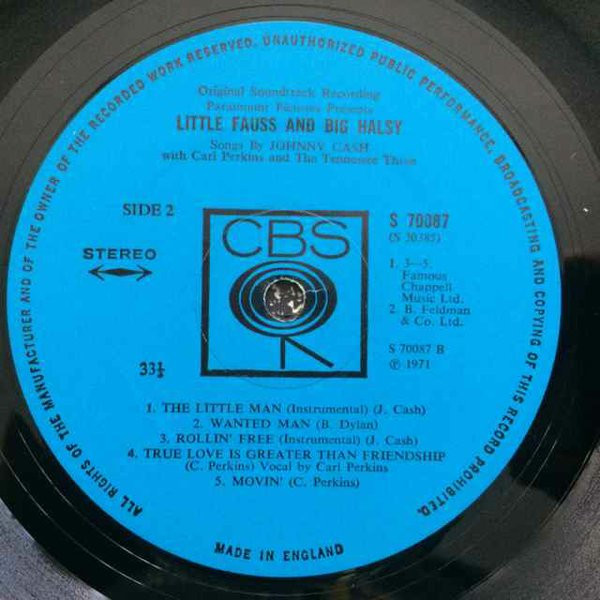 ALL RIGHTS OF THE MANUFACTURER AND OF THE OWNER OF THE RECORDED WORK RESERVED. UNAUTHORIZED PUBLIC PERFORMANCE, BROADCASTING AND COPYING OF THIS RECORD PROHIBITED.
Original Soundtrack Recording
Paramount Pictures Presents
LITTLE FAUSS AND BIG HALSY
Songs By JOHNNY CASH
with Carl Perkins and The Tennessee Three
SIDE 2
STEREO
33⅓
CBS
S 70087
(S 30385)
1. 3–5.
Famous
Chappell
Music Ltd.
2. B. Feldman
& Co. Ltd.
S 70087 B
℗ 1971
1. THE LITTLE MAN (Instrumental) (J. Cash)
2. WANTED MAN (B. Dylan)
3. ROLLIN' FREE (Instrumental) (J. Cash)
4. TRUE LOVE IS GREATER THAN FRIENDSHIP
(C. Perkins) Vocal by Carl Perkins
5. MOVIN' (C. Perkins)
MADE IN ENGLAND